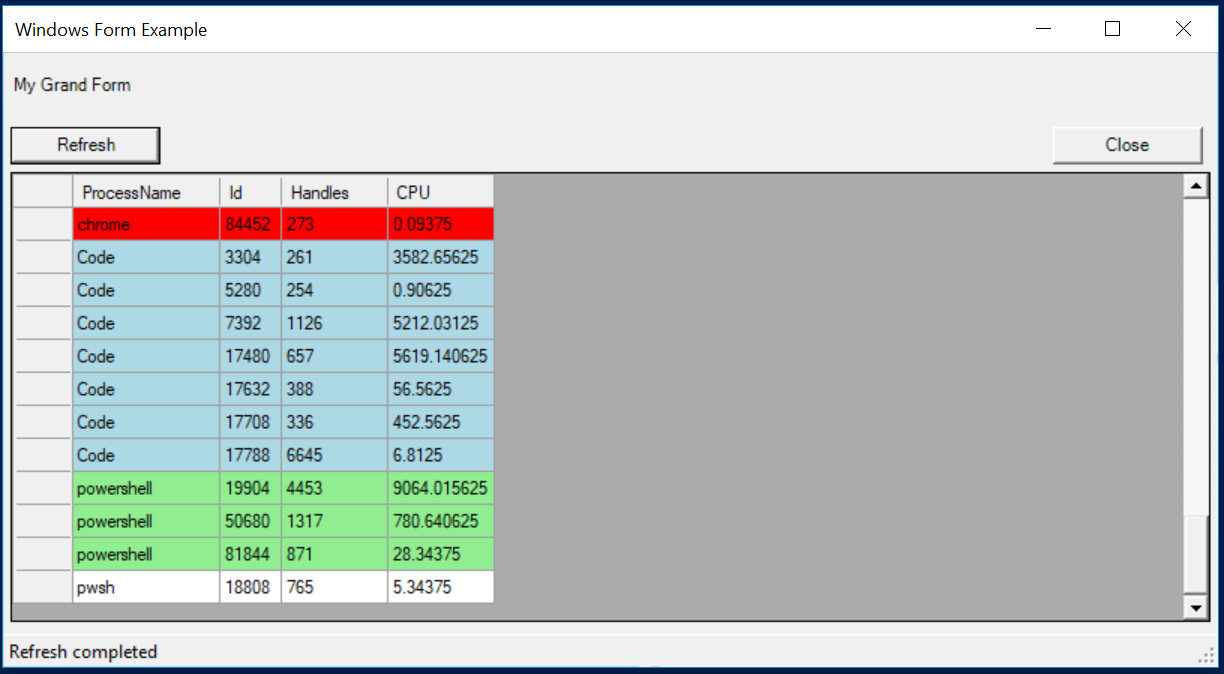 Windows Form Example
My Grand Form
Refresh Close
ProcessName Id Handles CPU
chrome 84452 273 0.09375
Code 3304 261 3582.65625
Code 5280 254 0.90625
Code 7392 1126 5212.03125
Code 17480 657 5619.140625
Code 17632 388 56.5625
Code 17708 336 452.5625
Code 17788 6645 6.8125
powershell 19904 4453 9064.015625
powershell 50680 1317 780.640625
powershell 81844 871 28.34375
pwsh 18808 765 5.34375
Refresh completed